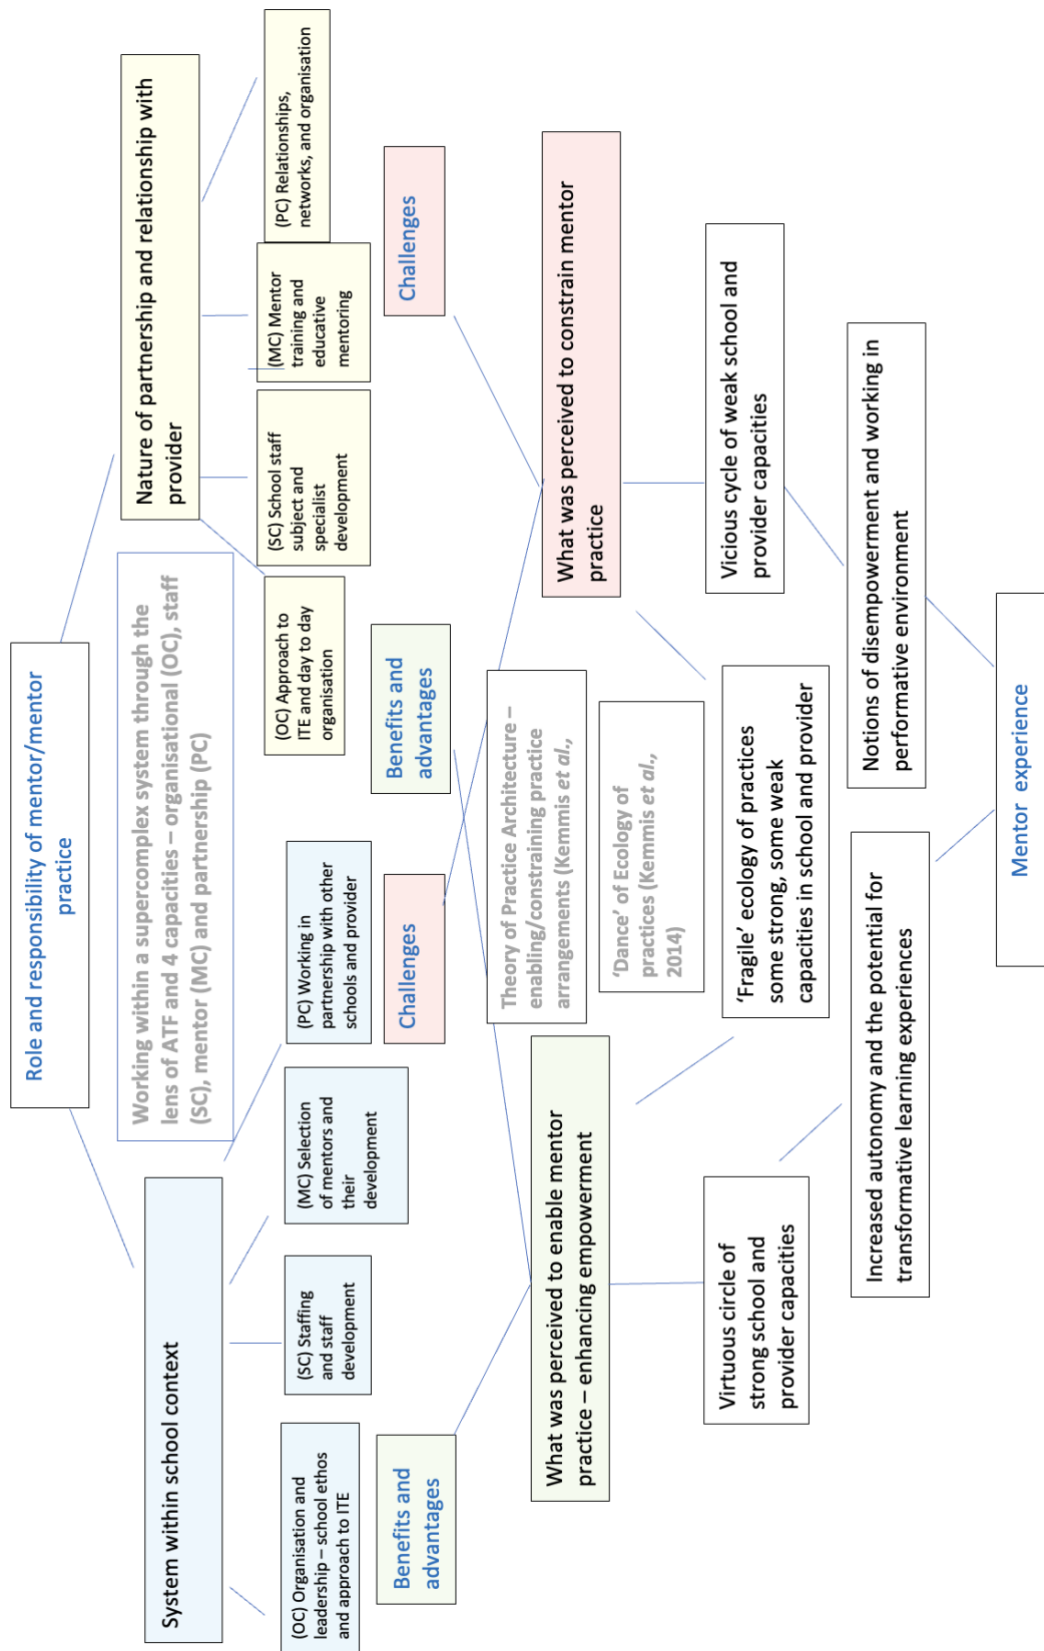 Role and responsibility of mentor/mentor
practice
System within school context
Working within a supercomplex system through the
lens of ATF and 4 capacities – organisational (OC), staff
(SC), mentor (MC) and partnership (PC)
Nature of partnership and relationship with
provider
(OC) Organisation and
leadership – school ethos
and approach to ITE
(SC) Staffing
and staff
development
(MC) Selection
of mentors and
their
development
(PC) Working in
partnership with other
schools and provider
(OC) Approach to
ITE and day to day
organisation
(SC) School staff
subject and
specialist
development
(MC) Mentor
training and
educative
mentoring
(PC) Relationships,
networks, and organisation
Benefits and
advantages
Challenges
Benefits and
advantages
Challenges
What was perceived to enable mentor
practice – enhancing empowerment
Theory of Practice Architecture –
enabling/constraining practice
arrangements (Kemmis et al.,
'Dance' of Ecology of
practices (Kemmis et al.,
2014)
What was perceived to constrain mentor
practice
Virtuous circle of
strong school and
provider capacities
'Fragile' ecology of practices
some strong, some weak
capacities in school and provider
Vicious cycle of weak school and
provider capacities
Increased autonomy and the potential for
transformative learning experiences
Notions of disempowerment and working in
performative environment
Mentor experience